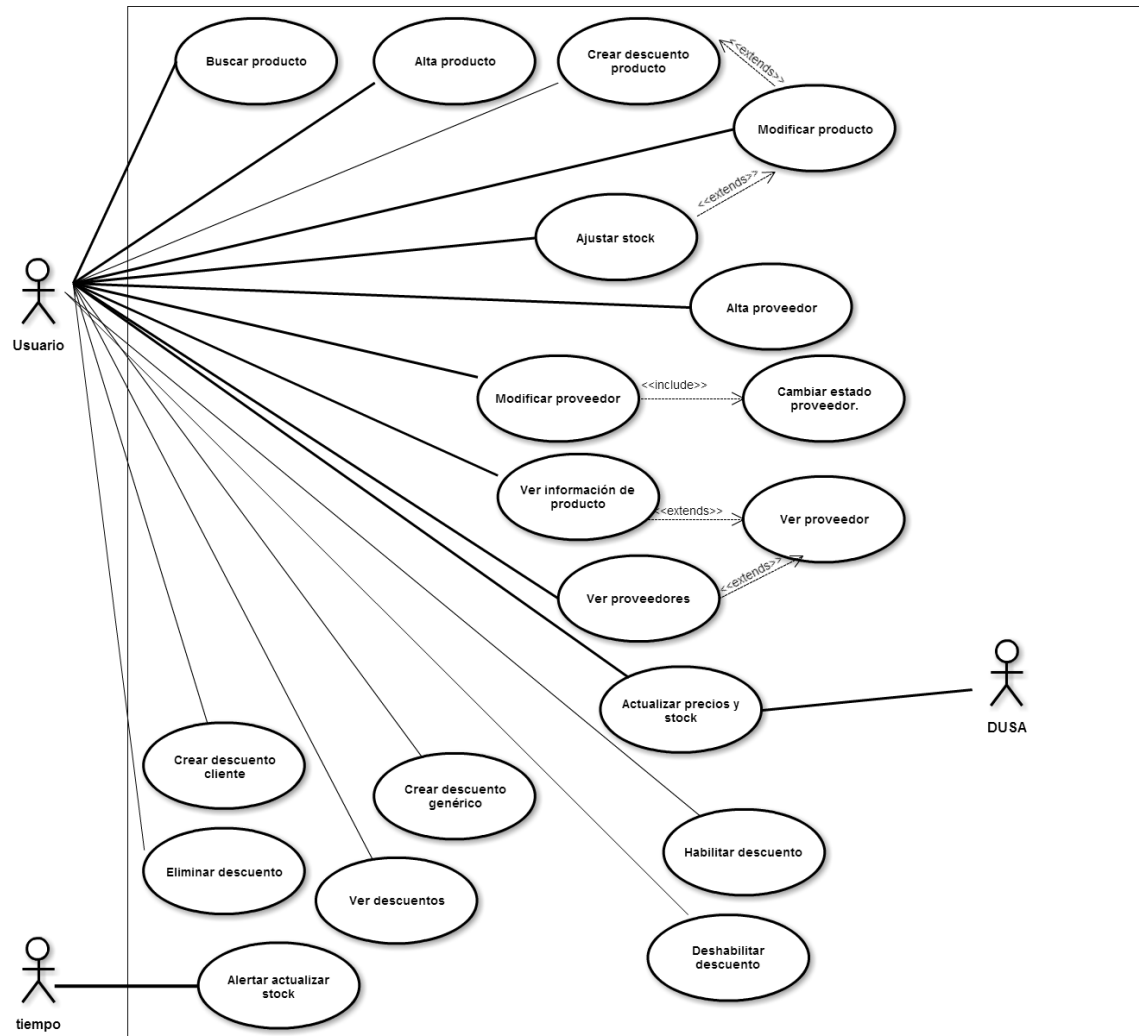 Buscar producto
Alta producto
Crear descuento
producto
<<extends>>
Modificar producto
<<extends>>
Ajustar stock
Usuario
Alta proveedor
Modificar proveedor
<<include>>
Cambiar estado
proveedor.
Ver información de
producto
<<extends>>
Ver proveedor
<<extends>>
Ver proveedores
Actualizar precios y
stock
DUSA
Crear descuento
cliente
Crear descuento
genérico
Habilitar descuento
Eliminar descuento
Ver descuentos
Deshabilitar
descuento
Alertar actualizar
stock
tiempo